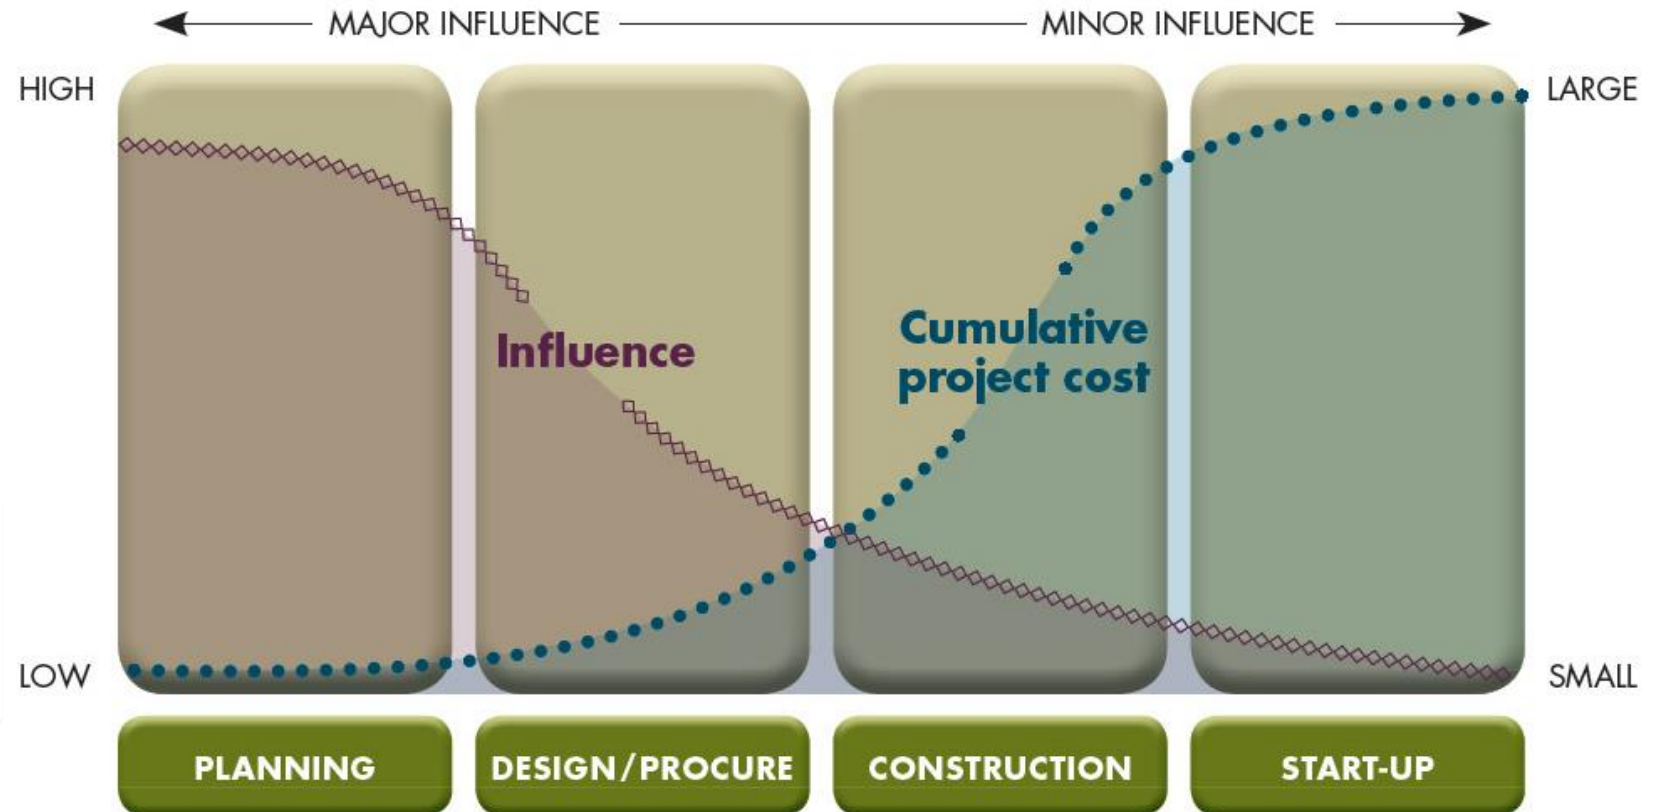 MAJOR INFLUENCE
MINOR INFLUENCE
HIGH
LARGE
Influence
Cumulative
project cost
LOW
SMALL
PLANNING
DESIGN/PROCURE
CONSTRUCTION
START-UP